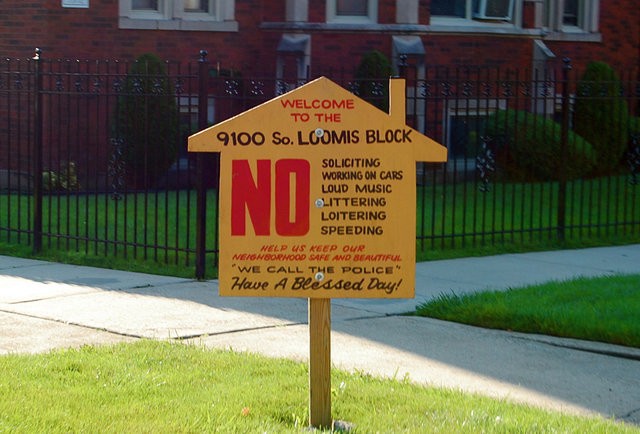 WELCOME
TO THE
9100 So. LOOMIS BLOCK
NO
SOLICITING
WORKING ON CARS
LOUD MUSIC
LITTERING
LOITERING
SPEEDING
HELP US KEEP OUR
NEIGHBORHOOD SAFE AND BEAUTIFUL
"WE CALL THE POLICE"
Have A Blessed Day!